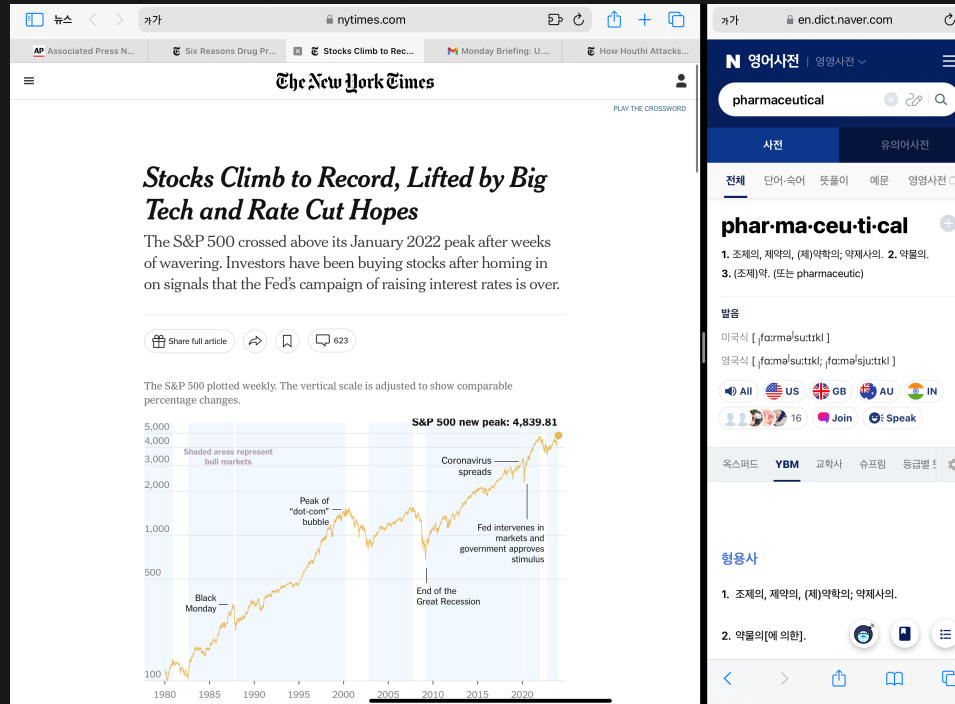 뉴스
가가
nytimes.com
AP Associated Press N...
Six Reasons Drug Pr...
Stocks Climb to Rec...
Monday Briefing: U....
How Houthi Attacks...
The New York Times
PLAY THE CROSSWORD
Stocks Climb to Record, Lifted by Big
Tech and Rate Cut Hopes
The S&P 500 crossed above its January 2022 peak after weeks
of wavering. Investors have been buying stocks after homing in
on signals that the Fed's campaign of raising interest rates is over.
Share full article
623
The S&P 500 plotted weekly. The vertical scale is adjusted to show comparable
percentage changes.
S&P 500 new peak: 4,839.81
5,000
4,000
3,000
2,000
1,000
500
100
Shaded areas represent
bull markets
Coronavirus
spreads
Peak of
"dot-com"
bubble
Fed intervenes in
markets and
government approves
stimulus
End of the
Great Recession
Black
Monday
1980 1985 1990 1995 2000 2005 2010 2015 2020
가가
en.dict.naver.com
N 영어사전 | 영영사전
pharmaceutical
사전
유의어사전
전체 단어·숙어 뜻풀이 예문 영영사전
phar·ma·ceu·ti·cal
1. 조제의, 제약의, (제)약학의; 약제사의. 2. 약물의.
3. (조제)약. (또는 pharmaceutic)
발음
미국식 [ˌfɑːrməˈsuːtɪkl]
영국식 [ˌfɑːməˈsuːtɪkl; ˌfɑːməˈsjuːtɪkl]
All US GB AU IN
16 Join Speak
옥스퍼드 YBM 교학사 슈프림 등급별
형용사
1. 조제의, 제약의, (제)약학의; 약제사의.
2. 약물의[에 의한].